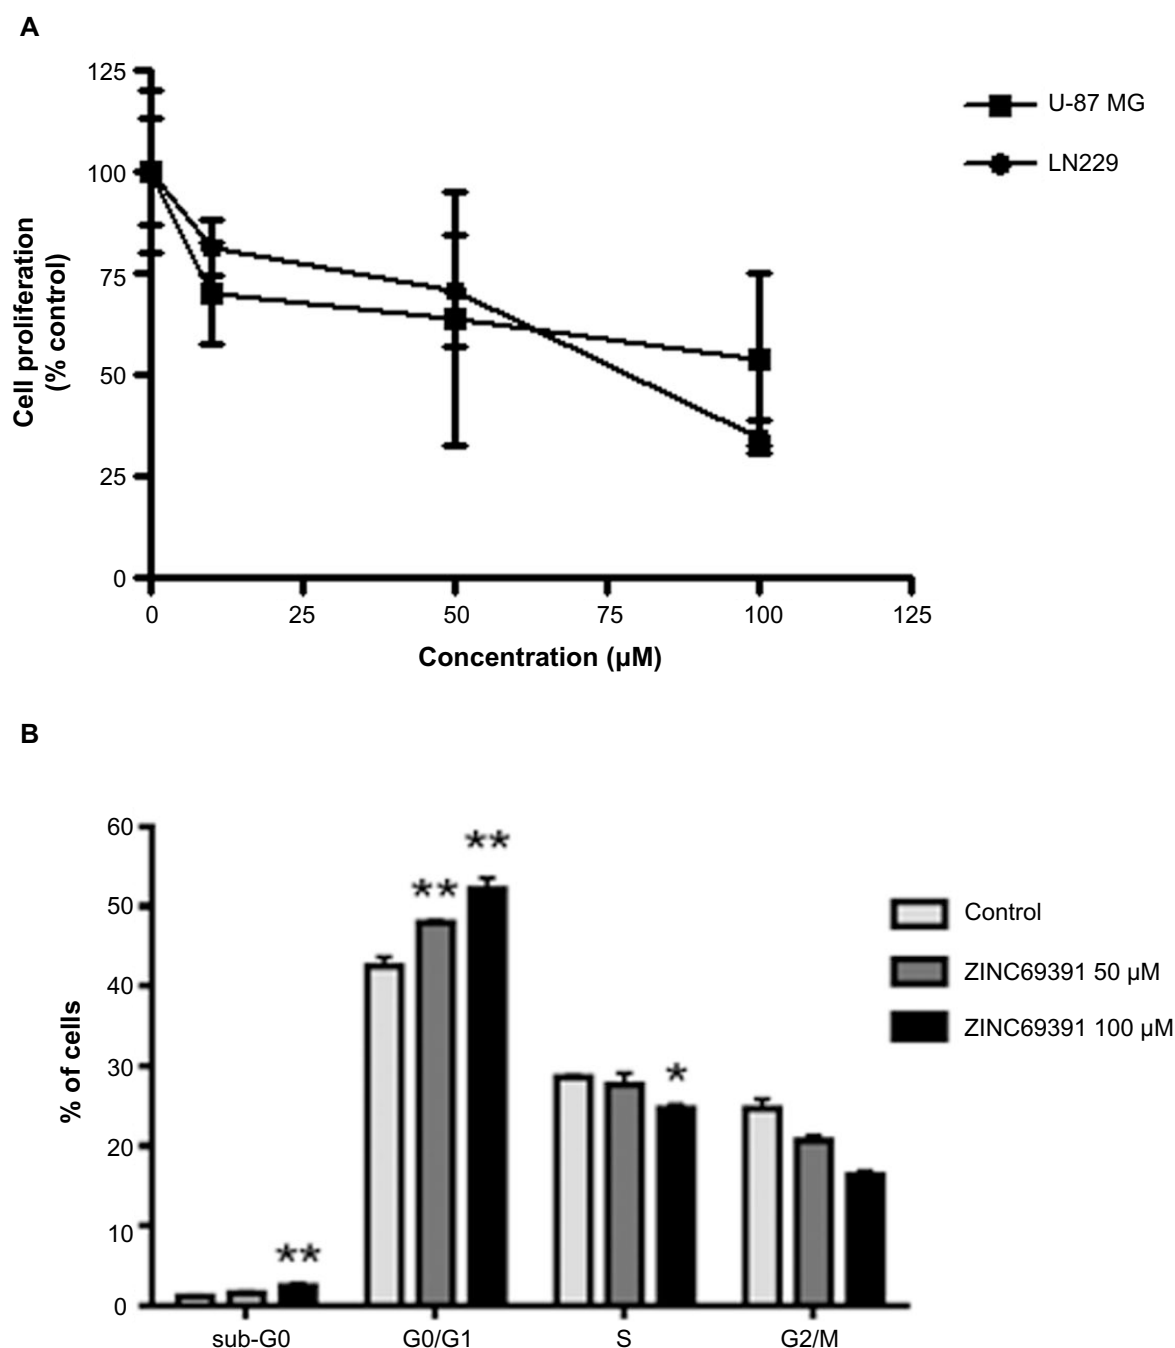 A
125
100
75
50
25
0
Cell proliferation
(% control)
0 25 50 75 100 125
Concentration (µM)
U-87 MG
LN229
B
60
50
40
30
20
10
0
% of cells
** ** ** *
sub-G0 G0/G1 S G2/M
Control
ZINC69391 50 µM
ZINC69391 100 µM